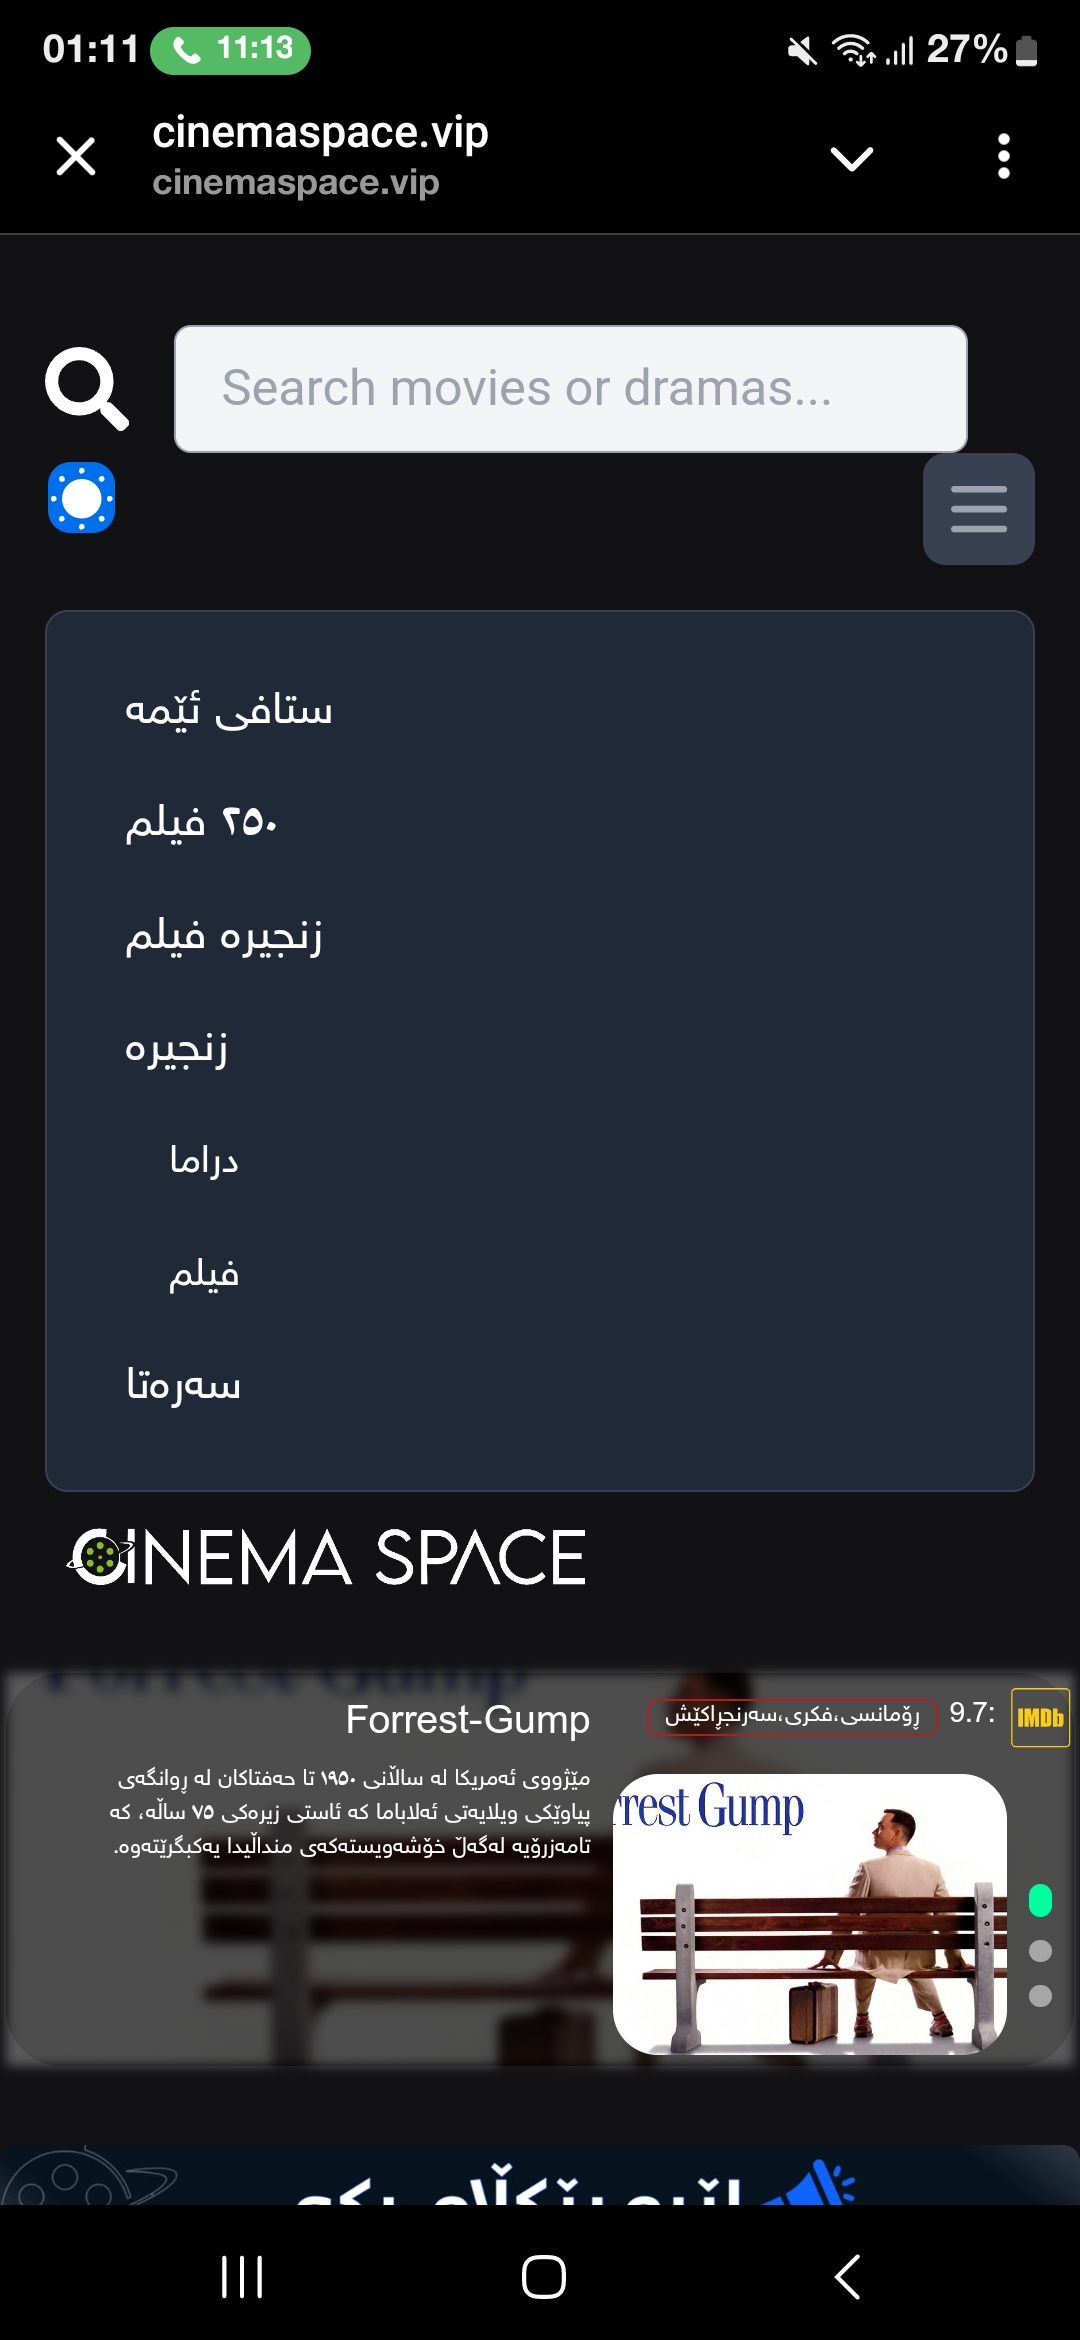 01:11 11:13 27%
cinemaspace.vip
cinemaspace.vip
Search movies or dramas...
ستافی ئێمە
٢٥٠ فیلم
زنجیرە فیلم
زنجیرە
دراما
فیلم
سەرەتا
CINEMA SPACE
Forrest-Gump
ڕۆمانسی،فکری،سەرنجڕاکێش
9.7:
IMDb
مێژووی ئەمریکا لە ساڵانی ١٩٥٠ تا حەفتاکان لە ڕوانگەی
پیاوێکی ویلایەتی ئەلاباما کە ئاستی زیرەکی ٧٥ ساڵە، کە
تامەزرۆیە لەگەڵ خۆشەویستەکەی منداڵیدا یەکبگرێتەوە.
rrest Gump